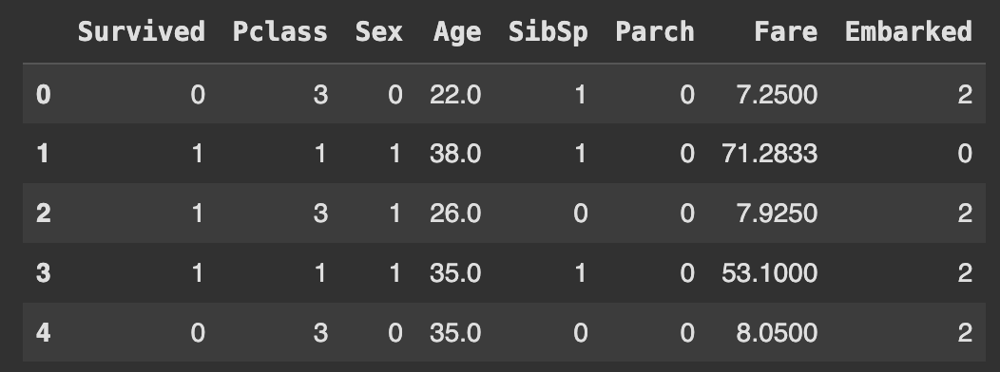 Survived Pclass Sex Age SibSp Parch Fare Embarked
0 0 3 0 22.0 1 0 7.2500 2
1 1 1 1 38.0 1 0 71.2833 0
2 1 3 1 26.0 0 0 7.9250 2
3 1 1 1 35.0 1 0 53.1000 2
4 0 3 0 35.0 0 0 8.0500 2